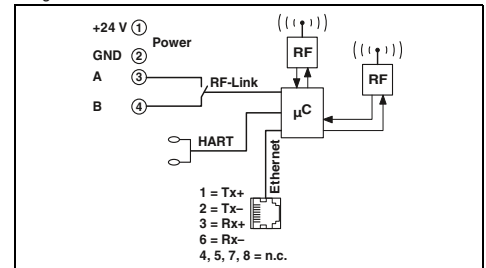 +24 V 1
Power
GND 2
A 3
RF-Link
B 4
HART
RF
RF
µC
Ethernet
1 = Tx+
2 = Tx–
3 = Rx+
6 = Rx–
4, 5, 7, 8 = n.c.